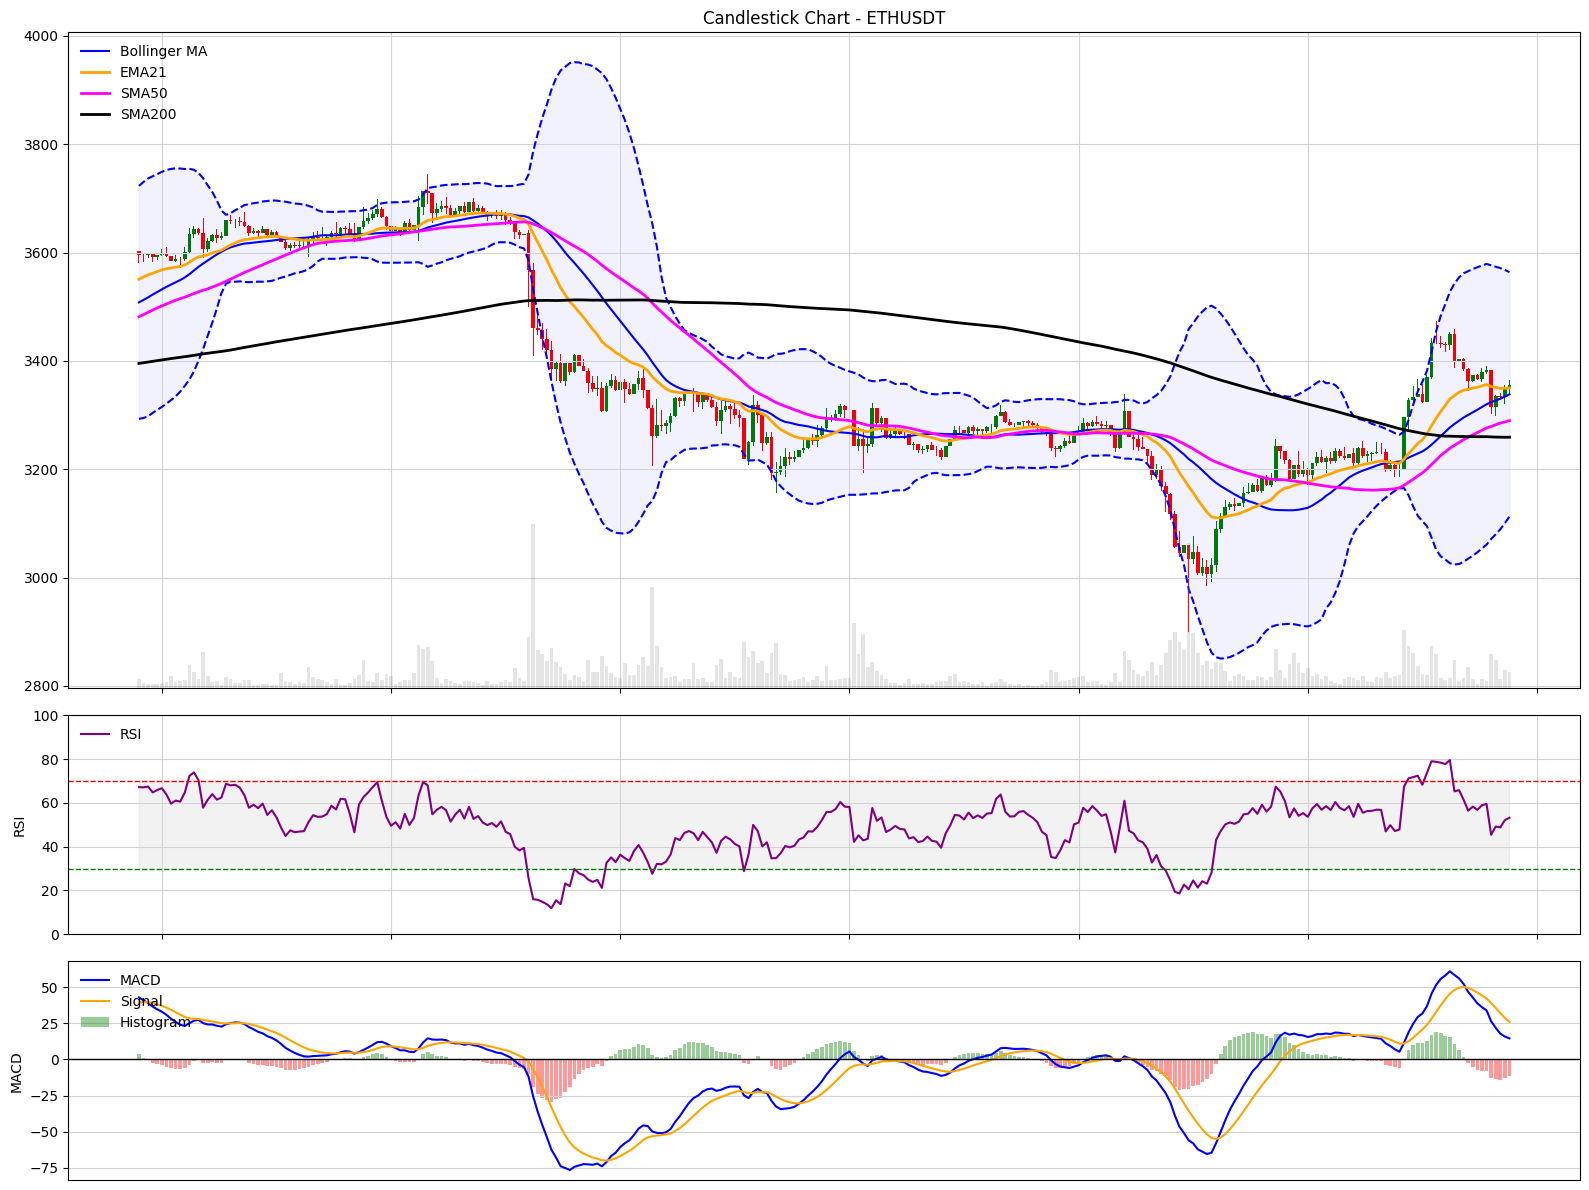 Candlestick Chart - ETHUSDT
4000
3800
3600
3400
3200
3000
2800
Bollinger MA
EMA21
SMA50
SMA200
100
80
60
40
20
0
RSI
RSI
50
25
0
−25
−50
−75
MACD
MACD
Signal
Histogram